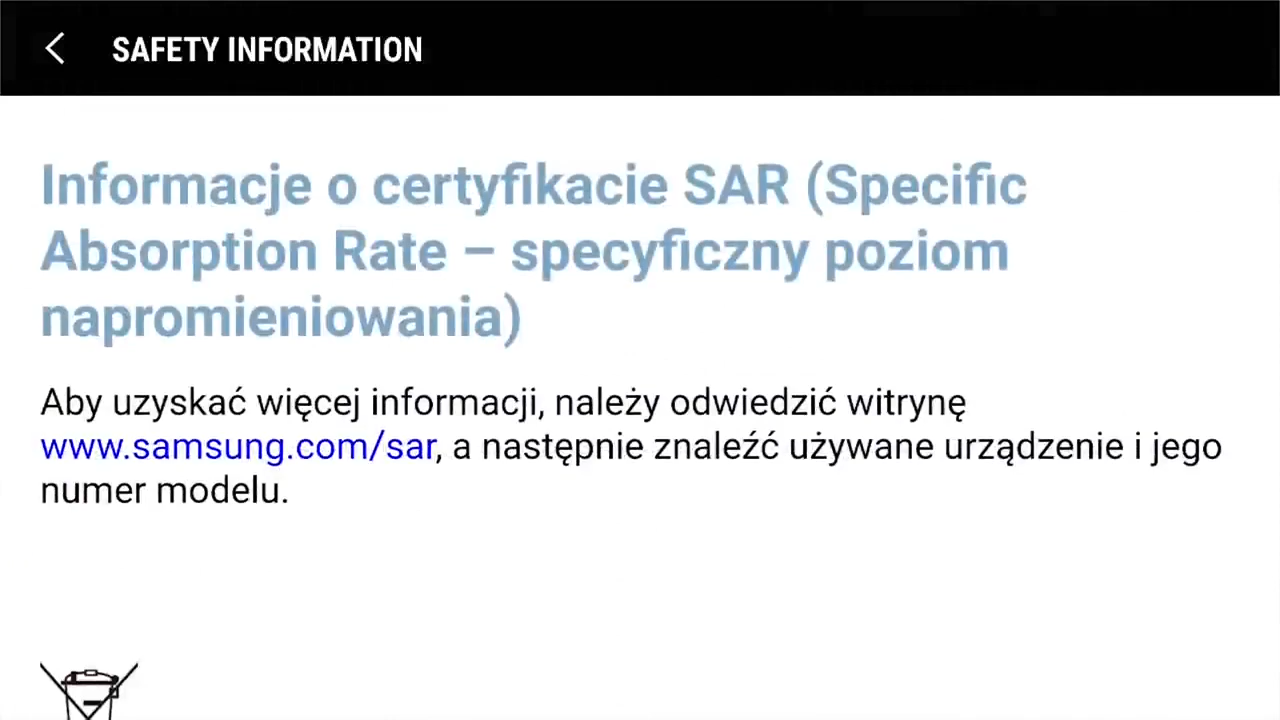 SAFETY INFORMATION
Informacje o certyfikacie SAR (Specific
Absorption Rate – specyficzny poziom
napromieniowania)
Aby uzyskać więcej informacji, należy odwiedzić witrynę
www.samsung.com/sar, a następnie znaleźć używane urządzenie i jego
numer modelu.